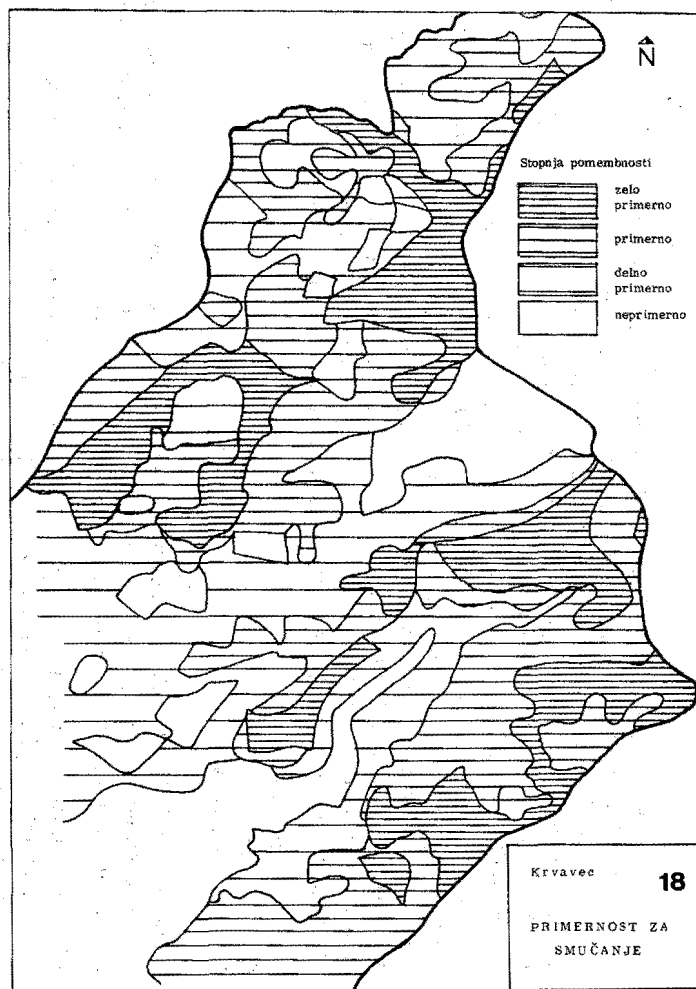 N
Stopnja pomembnosti
zelo
primerno
primerno
delno
primerno
neprimerno
Krvavec
18
PRIMERNOST ZA
SMUČANJE